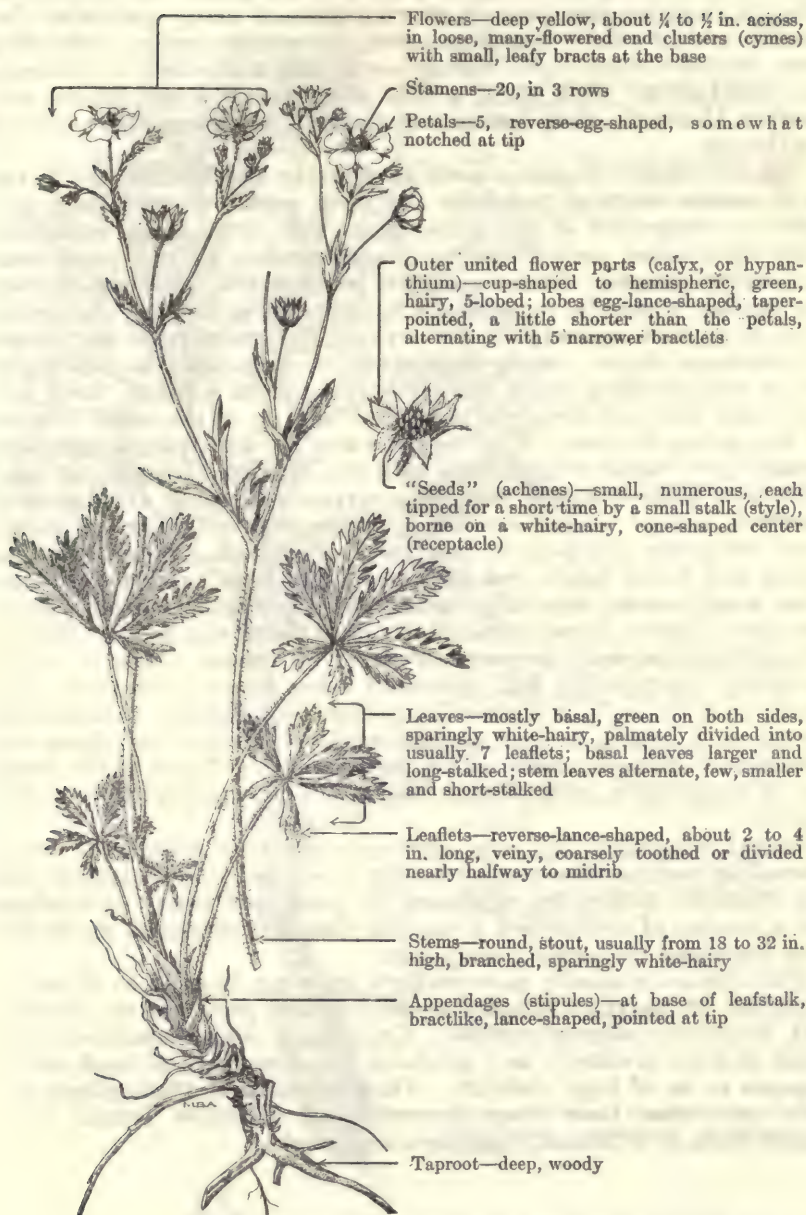 Flowers—deep yellow, about ¼ to ½ in. across,
in loose, many-flowered end clusters (cymes)
with small, leafy bracts at the base
Stamens—20, in 3 rows
Petals—5, reverse-egg-shaped, somewhat
notched at tip
Outer united flower parts (calyx, or hypan-
thium)—cup-shaped to hemispheric, green,
hairy, 5-lobed; lobes egg-lance-shaped, taper-
pointed, a little shorter than the petals,
alternating with 5 narrower bractlets
"Seeds" (achenes)—small, numerous, each
tipped for a short time by a small stalk (style),
borne on a white-hairy, cone-shaped center
(receptacle)
Leaves—mostly basal, green on both sides,
sparingly white-hairy, palmately divided into
usually 7 leaflets; basal leaves larger and
long-stalked; stem leaves alternate, few, smaller
and short-stalked
Leaflets—reverse-lance-shaped, about 2 to 4
in. long, veiny, coarsely toothed or divided
nearly halfway to midrib
Stems—round, stout, usually from 18 to 32 in.
high, branched, sparingly white-hairy
Appendages (stipules)—at base of leafstalk,
bractlike, lance-shaped, pointed at tip
Taproot—deep, woody